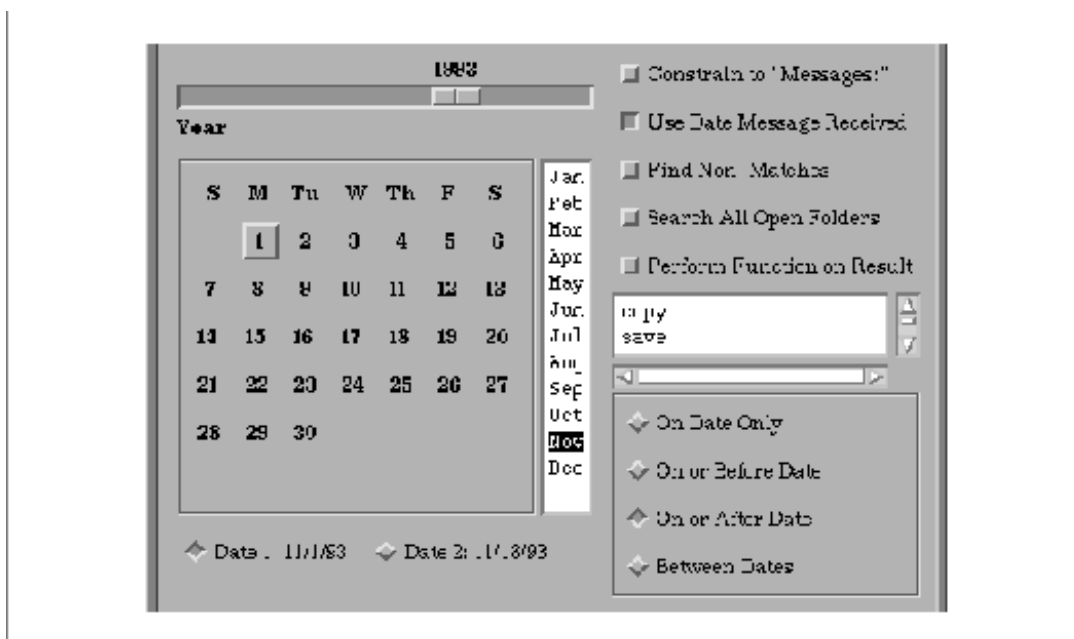 1993
Year
S M Tu W Th F S
1 2 3 4 5 6
7 8 9 10 11 12 13
14 15 16 17 18 19 20
21 22 23 24 25 26 27
28 29 30
Jan
Feb
Mar
Apr
May
Jun
Jul
Aug
Sep
Oct
Nov
Dec
Date 11/1/93 Date 2:
Constrain to "Messages:"
Use Date Message Received
Find Non-Matches
Search All Open Folders
Perform Function on Result
copy
save
On Date Only
On or Before Date
On or After Date
Between Dates